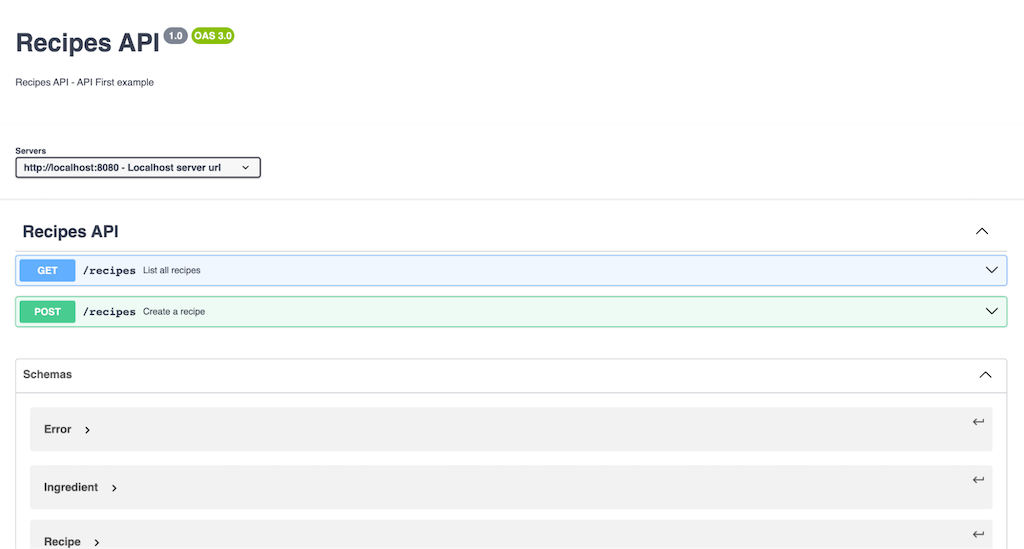 Recipes API 1.0 OAS 3.0
Recipes API - API First example
Servers
http://localhost:8080 - Localhost server url
Recipes API
GET /recipes List all recipes
POST /recipes Create a recipe
Schemas
Error
Ingredient
Recipe